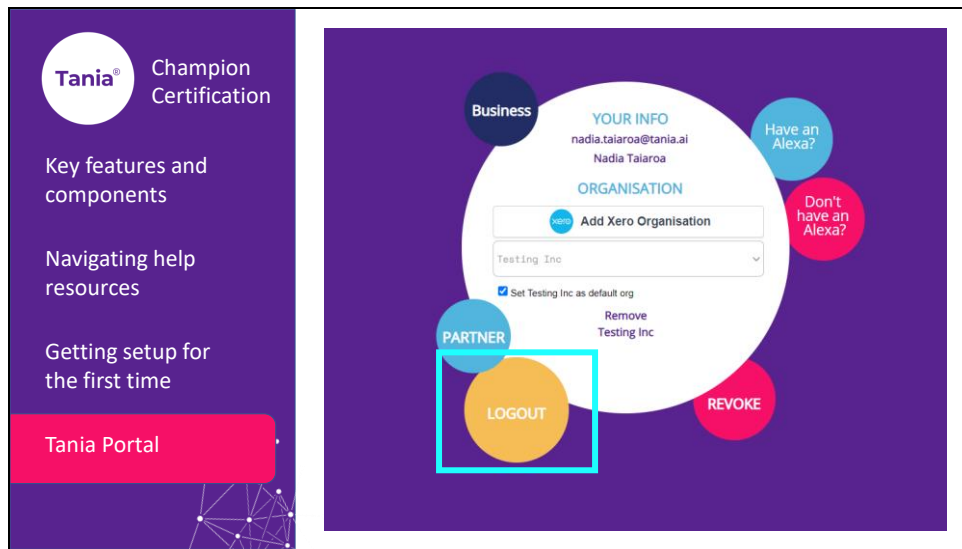 Tania®
Champion
Certification
Key features and
components
Navigating help
resources
Getting setup for
the first time
Tania Portal
Business
YOUR INFO
nadia.taiaroa@tania.ai
Nadia Taiaroa
ORGANISATION
xero Add Xero Organisation
Testing Inc
Set Testing Inc as default org
Remove
Testing Inc
Have an
Alexa?
Don't
have an
Alexa?
PARTNER
LOGOUT
REVOKE